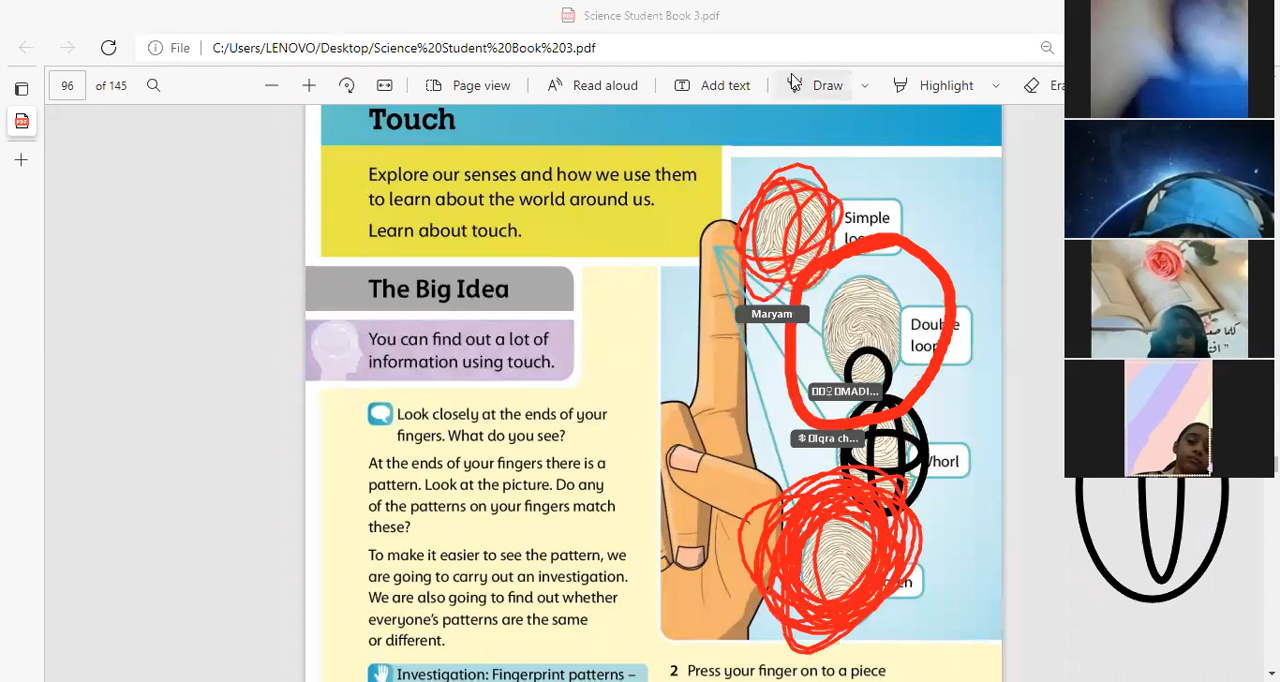 Science Student Book 3.pdf
File
C:/Users/LENOVO/Desktop/Science%20Student%20Book%203.pdf
96 of 145
Page view
Read aloud
Add text
Draw
Highlight
Touch
Explore our senses and how we use them
to learn about the world around us.
Learn about touch.
The Big Idea
You can find out a lot of
information using touch.
Look closely at the ends of your
fingers. What do you see?
At the ends of your fingers there is a
pattern. Look at the picture. Do any
of the patterns on your fingers match
these?
To make it easier to see the pattern, we
are going to carry out an investigation.
We are also going to find out whether
everyone's patterns are the same
or different.
Investigation: Fingerprint patterns –
Simple
Maryam
Double
loop
MADI...
Iqra ch...
Whorl
2 Press your finger on to a piece